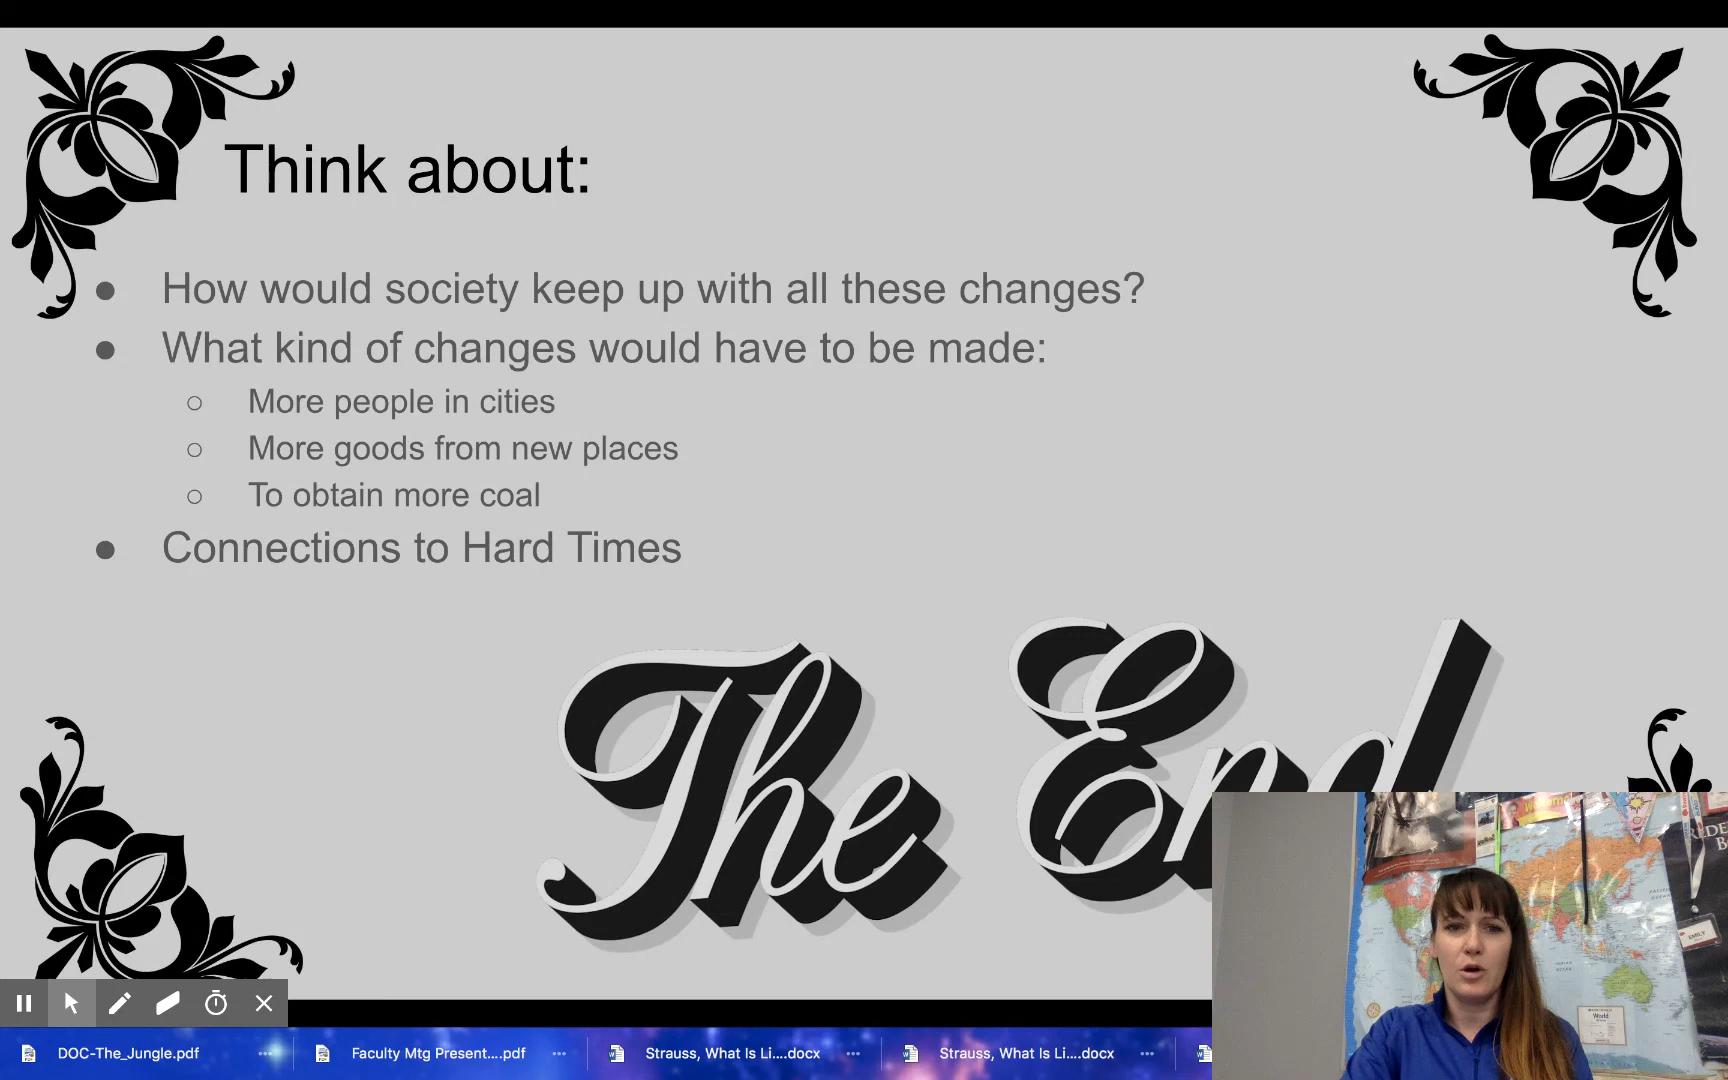 Think about:
● How would society keep up with all these changes?
● What kind of changes would have to be made:
○ More people in cities
○ More goods from new places
○ To obtain more coal
● Connections to Hard Times
The End
DOC-The_Jungle.pdf
Faculty Mtg Present....pdf
Strauss, What Is Li....docx
Strauss, What Is Li....docx
EMILY
World